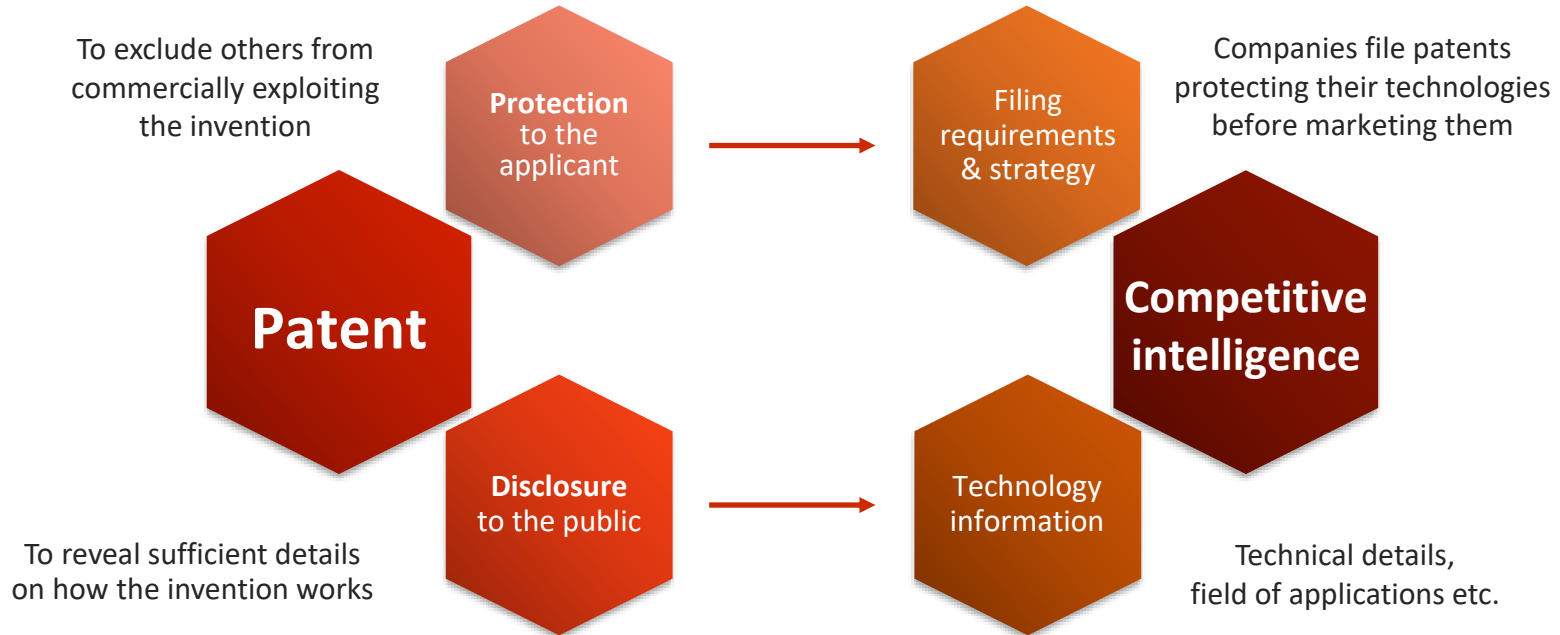 To exclude others from
commercially exploiting
the invention
Protection
to the
applicant
Filing
requirements
& strategy
Companies file patents
protecting their technologies
before marketing them
Patent
Competitive
intelligence
Disclosure
to the public
Technology
information
To reveal sufficient details
on how the invention works
Technical details,
field of applications etc.